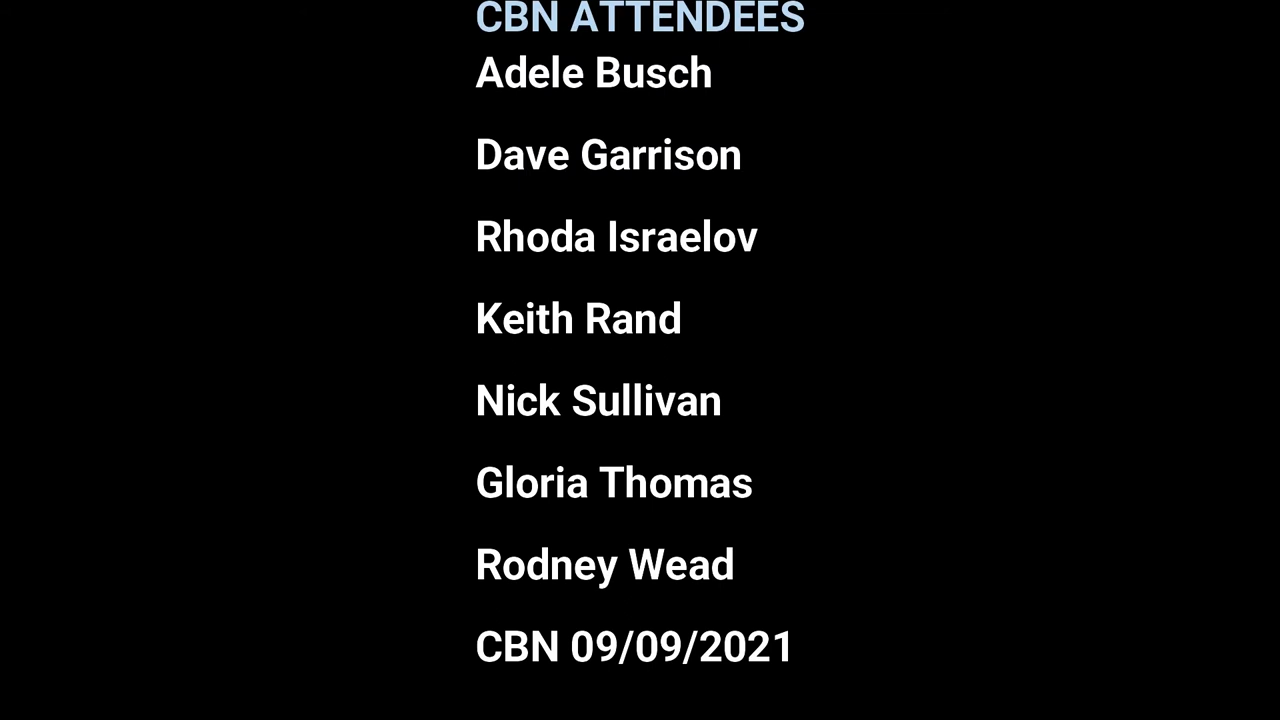 CBN ATTENDEES
Adele Busch
Dave Garrison
Rhoda Israelov
Keith Rand
Nick Sullivan
Gloria Thomas
Rodney Wead
CBN 09/09/2021